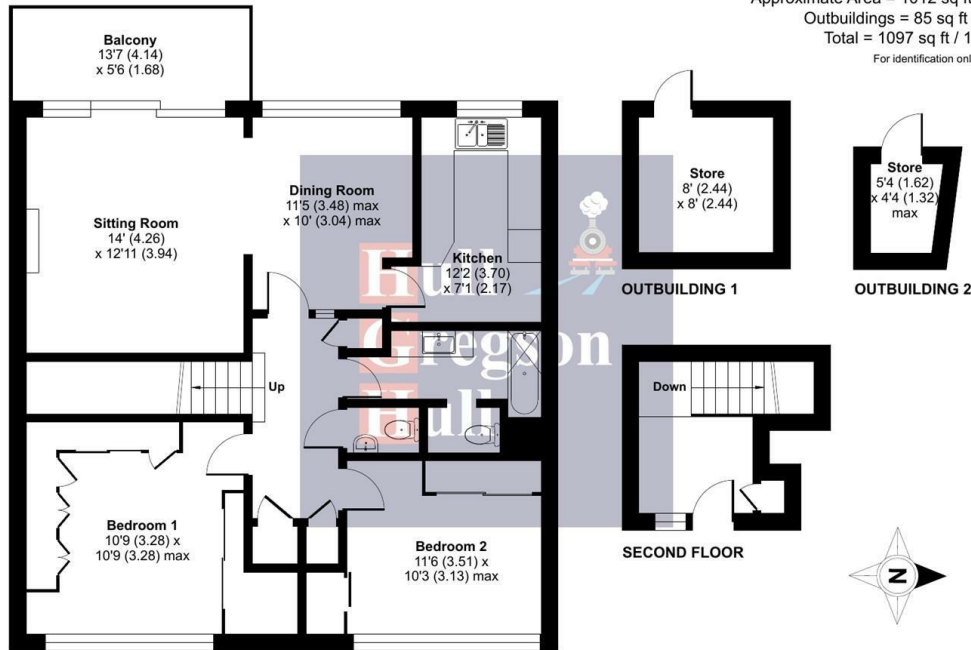 Approximate Area = 1012 sq ft
Outbuildings = 85 sq ft
Total = 1097 sq ft / 1
For identification onl
Balcony
13'7 (4.14)
x 5'6 (1.68)
Sitting Room
14' (4.26)
x 12'11 (3.94)
Dining Room
11'5 (3.48) max
x 10' (3.04) max
Kitchen
12'2 (3.70)
x 7'1 (2.17)
Store
8' (2.44)
x 8' (2.44)
OUTBUILDING 1
Store
5'4 (1.62)
x 4'4 (1.32)
max
OUTBUILDING 2
Hull
Gregson
Hull
Up
Down
SECOND FLOOR
Bedroom 1
10'9 (3.28) x
10'9 (3.28) max
Bedroom 2
11'6 (3.51) x
10'3 (3.13) max
N